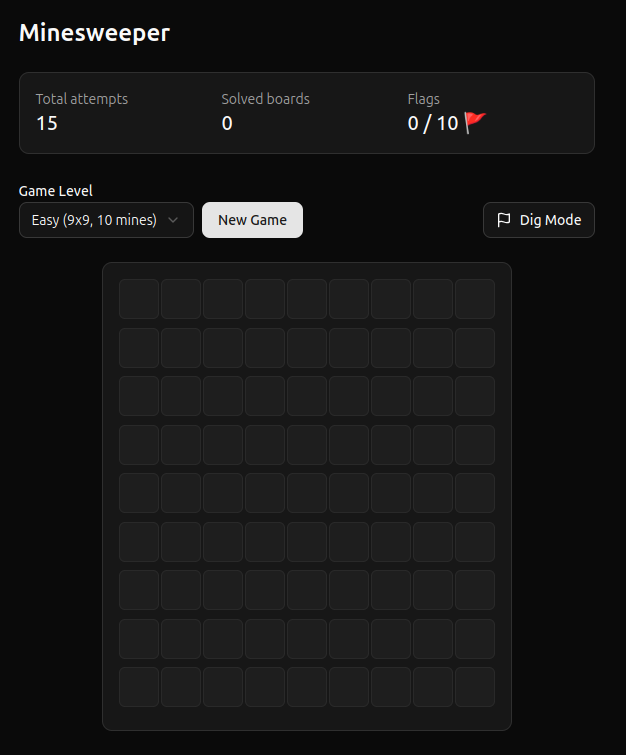 Minesweeper
Total attempts
15
Solved boards
0
Flags
0 / 10 🚩
Game Level
Easy (9x9, 10 mines)
New Game
Dig Mode